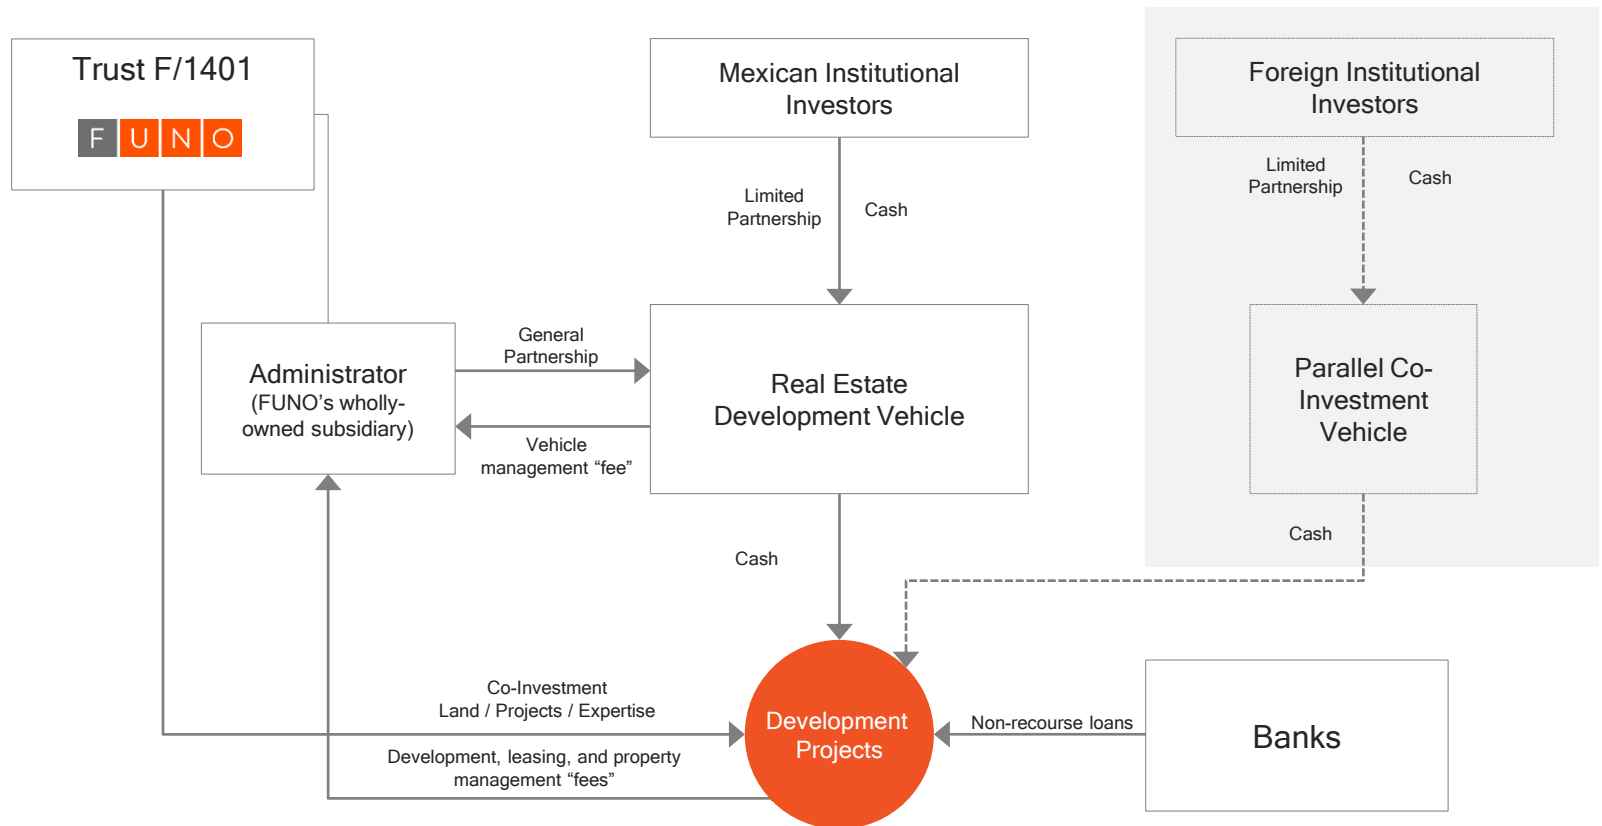 Trust F/1401
FUNO
Mexican Institutional
Investors
Foreign Institutional
Investors
Limited
Partnership
Cash
Limited
Partnership
Cash
Administrator
(FUNO’s wholly-
owned subsidiary)
General
Partnership
Vehicle
management “fee”
Real Estate
Development Vehicle
Parallel Co-
Investment
Vehicle
Cash
Cash
Co-Investment
Land / Projects / Expertise
Development, leasing, and property
management “fees”
Development
Projects
Non-recourse loans
Banks